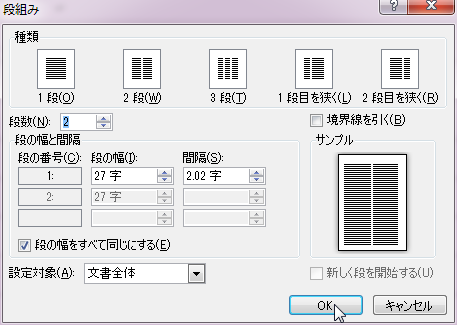 段組み
種類
1 段(O)
2 段(W)
3 段(T)
1 段目を狭く(L)
2 段目を狭く(R)
段数(N):
2
境界線を引く(B)
段の幅と間隔
段の番号(C):
段の幅(I):
間隔(S):
1:
27 字
2.02 字
2:
27 字
段の幅をすべて同じにする(E)
サンプル
設定対象(A):
文書全体
新しく段を開始する(U)
OK
キャンセル